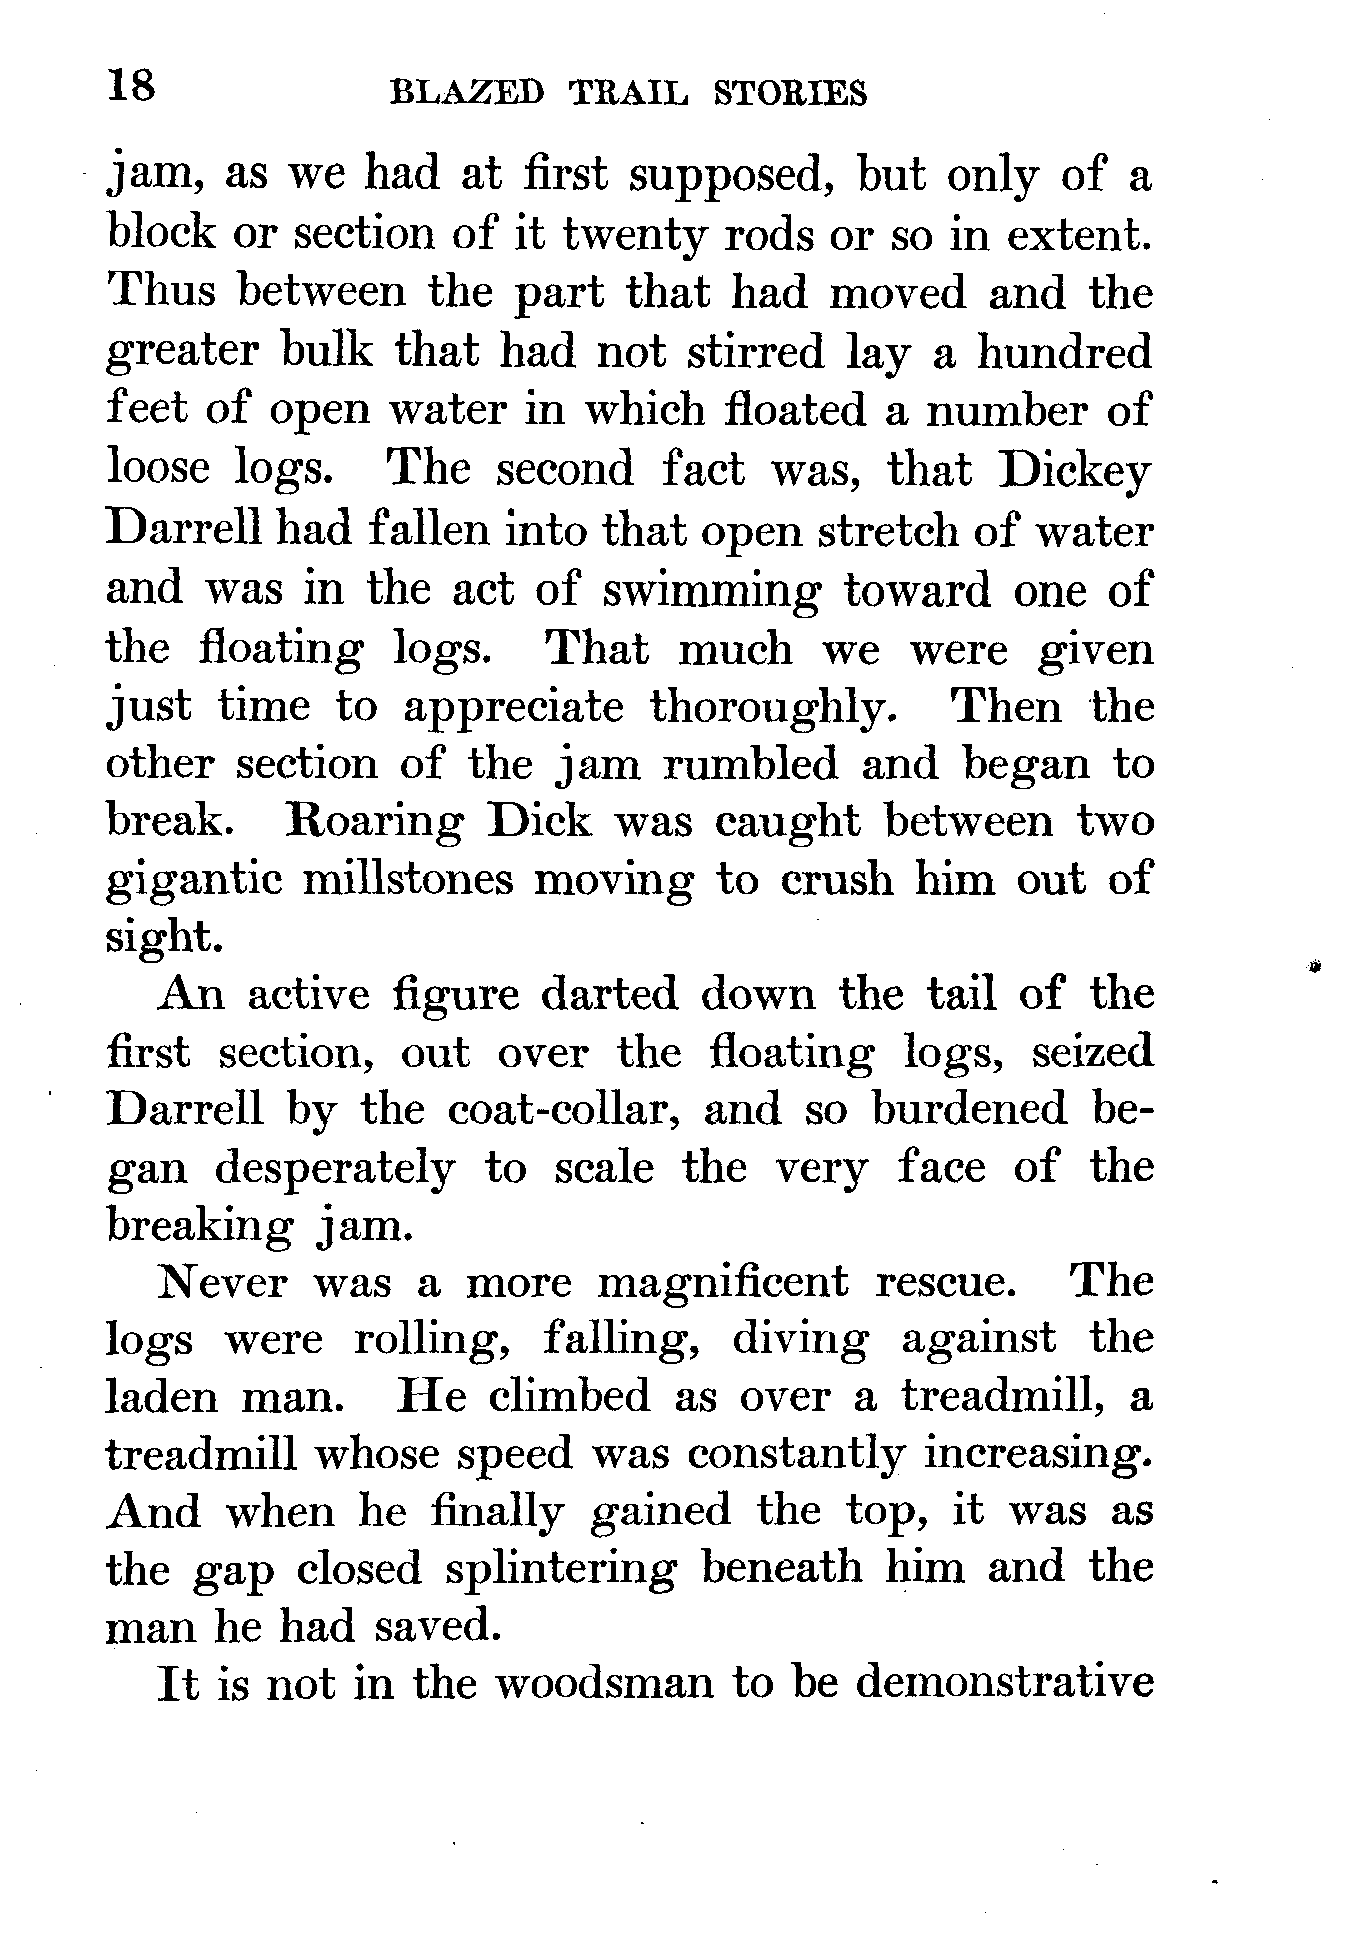 18 BLAZED TRAIL STORIES
jam, as we had at first supposed, but only of a
block or section of it twenty rods or so in extent.
Thus between the part that had moved and the
greater bulk that had not stirred lay a hundred
feet of open water in which floated a number of
loose logs. The second fact was, that Dickey
Darrell had fallen into that open stretch of water
and was in the act of swimming toward one of
the floating logs. That much we were given
just time to appreciate thoroughly. Then the
other section of the jam rumbled and began to
break. Roaring Dick was caught between two
gigantic millstones moving to crush him out of
sight.
An active figure darted down the tail of the
first section, out over the floating logs, seized
Darrell by the coat-collar, and so burdened be-
gan desperately to scale the very face of the
breaking jam.
Never was a more magnificent rescue. The
logs were rolling, falling, diving against the
laden man. He climbed as over a treadmill, a
treadmill whose speed was constantly increasing.
And when he finally gained the top, it was as
the gap closed splintering beneath him and the
man he had saved.
It is not in the woodsman to be demonstrative